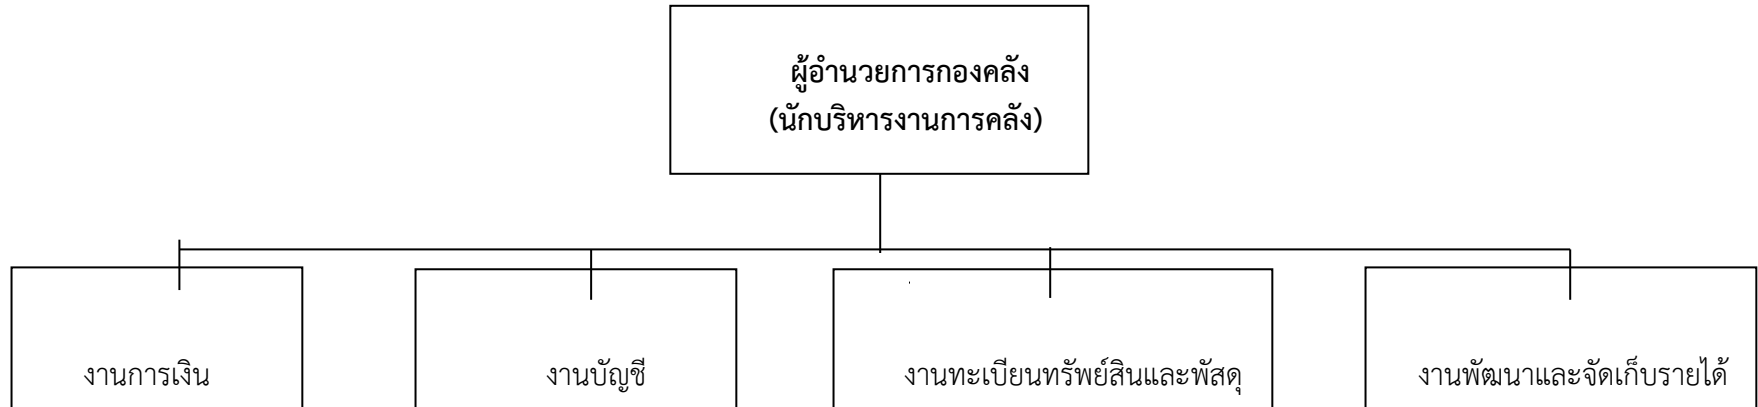 ผู้อำนวยการกองคลัง
(นักบริหารงานการคลัง)
งานการเงิน
งานบัญชี
งานทะเบียนทรัพย์สินและพัสดุ
งานพัฒนาและจัดเก็บรายได้